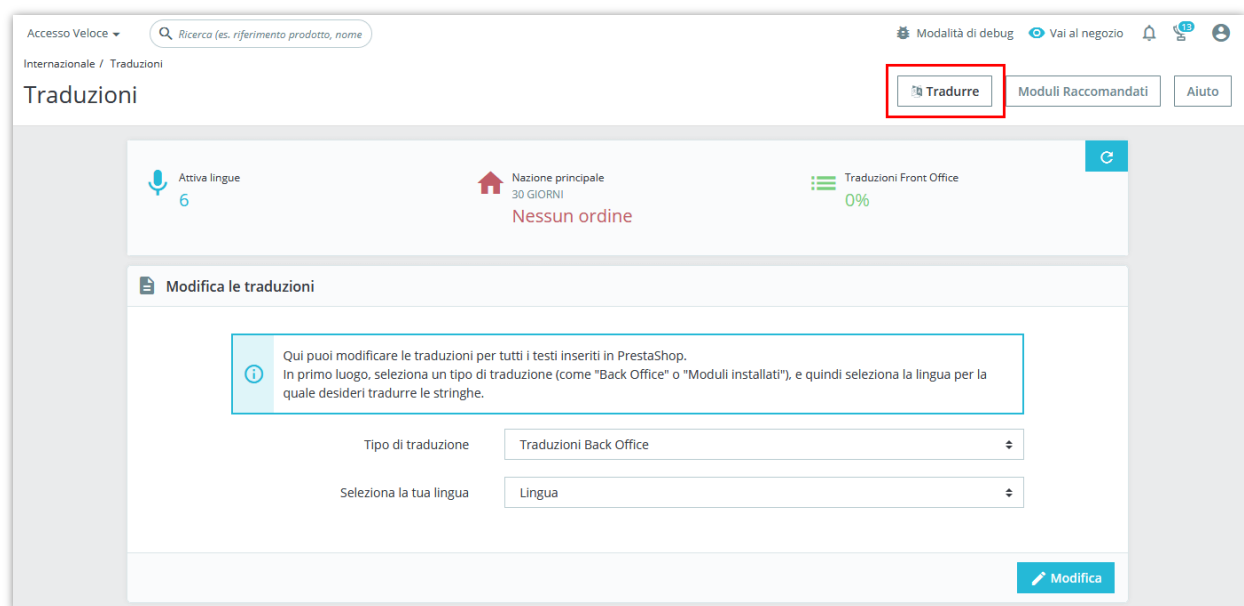 Accesso Veloce
Ricerca (es. riferimento prodotto, nome
Modalità di debug
Vai al negozio
13
Internazionale / Traduzioni
Traduzioni
Tradurre
Moduli Raccomandati
Aiuto
Attiva lingue
6
Nazione principale
30 GIORNI
Nessun ordine
Traduzioni Front Office
0%
Modifica le traduzioni
Qui puoi modificare le traduzioni per tutti i testi inseriti in PrestaShop.
In primo luogo, seleziona un tipo di traduzione (come "Back Office" o "Moduli installati"), e quindi seleziona la lingua per la
quale desideri tradurre le stringhe.
Tipo di traduzione
Traduzioni Back Office
Seleziona la tua lingua
Lingua
Modifica